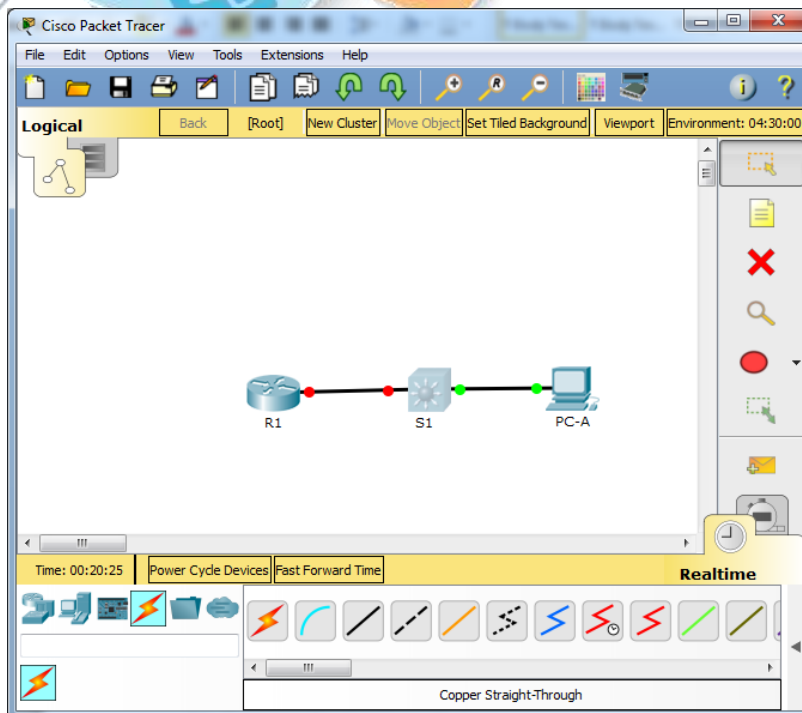 Cisco Packet Tracer
File Edit Options View Tools Extensions Help
Logical Back [Root] New Cluster Move Object Set Tiled Background Viewport Environment: 04:30:00
R1 S1 PC-A
Time: 00:20:25 Power Cycle Devices Fast Forward Time Realtime
Copper Straight-Through